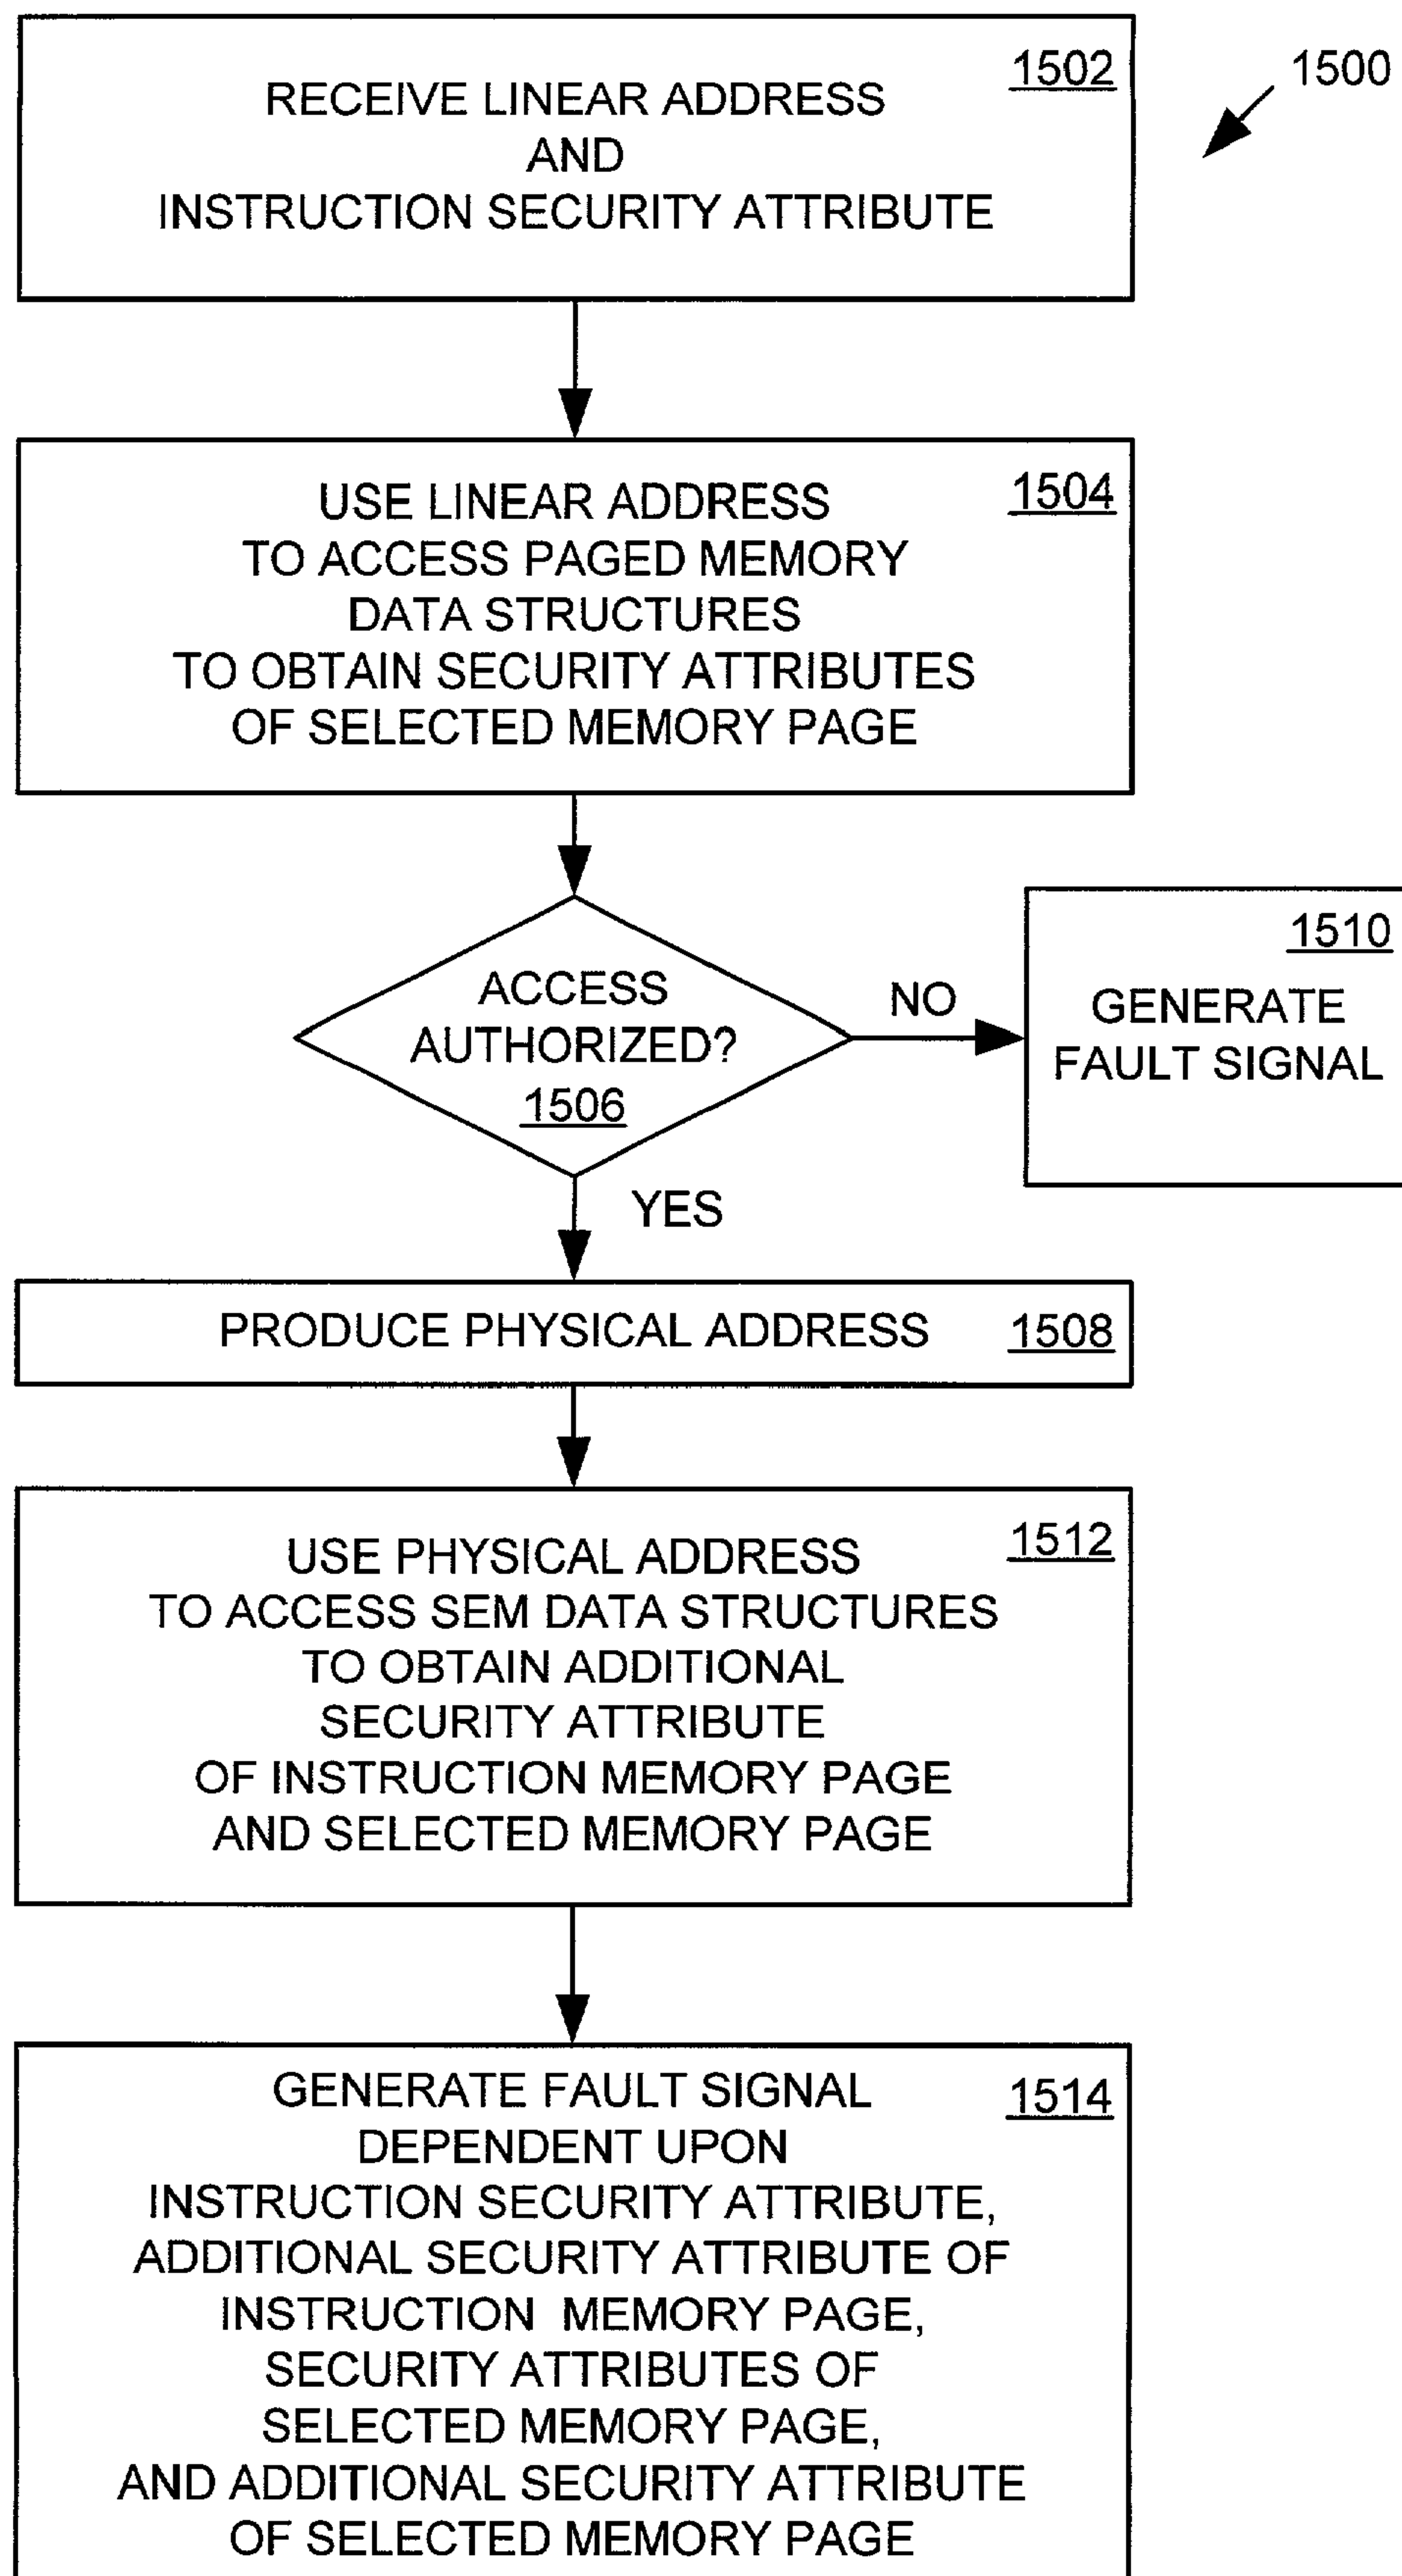 1502
1500
RECEIVE LINEAR ADDRESS
AND
INSTRUCTION SECURITY ATTRIBUTE
1504
USE LINEAR ADDRESS
TO ACCESS PAGED MEMORY
DATA STRUCTURES
TO OBTAIN SECURITY ATTRIBUTES
OF SELECTED MEMORY PAGE
ACCESS
AUTHORIZED?
1506
NO
1510
GENERATE
FAULT SIGNAL
YES
PRODUCE PHYSICAL ADDRESS 1508
1512
USE PHYSICAL ADDRESS
TO ACCESS SEM DATA STRUCTURES
TO OBTAIN ADDITIONAL
SECURITY ATTRIBUTE
OF INSTRUCTION MEMORY PAGE
AND SELECTED MEMORY PAGE
1514
GENERATE FAULT SIGNAL
DEPENDENT UPON
INSTRUCTION SECURITY ATTRIBUTE,
ADDITIONAL SECURITY ATTRIBUTE OF
INSTRUCTION MEMORY PAGE,
SECURITY ATTRIBUTES OF
SELECTED MEMORY PAGE,
AND ADDITIONAL SECURITY ATTRIBUTE
OF SELECTED MEMORY PAGE